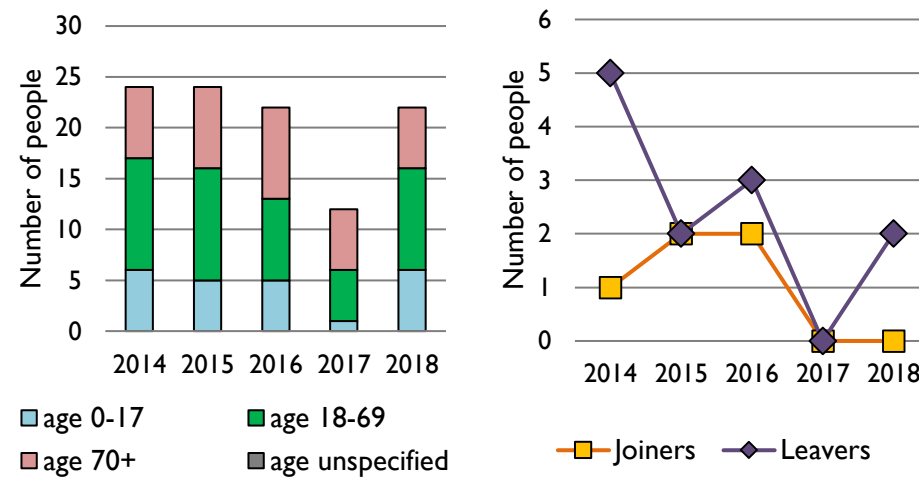 Number of people
30
25
20
15
10
5
0
2014 2015 2016 2017 2018
age 0-17 age 18-69
age 70+ age unspecified
Number of people
6
5
4
3
2
1
0
2014 2015 2016 2017 2018
Joiners Leavers